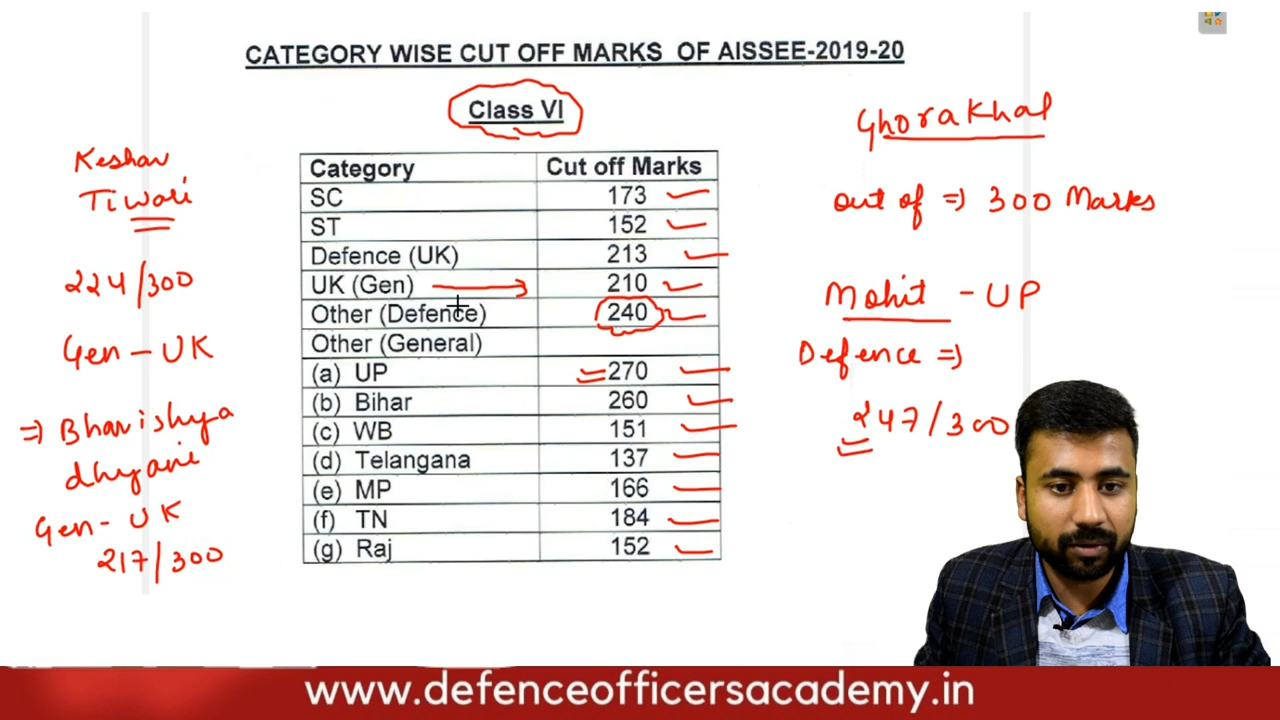 CATEGORY WISE CUT OFF MARKS OF AISSEE-2019-20
Class VI
Category Cut off Marks
SC 173
ST 152
Defence (UK) 213
UK (Gen) 210
Other (Defence) 240
Other (General)
(a) UP 270
(b) Bihar 260
(c) WB 151
(d) Telangana 137
(e) MP 166
(f) TN 184
(g) Raj 152
Keshav
Tiwari
224/300
Gen - UK
⇒ Bhavishya
dhyani
Gen - UK
217/300
Ghorakhal
out of ⇒ 300 Marks
Mohit - UP
Defence ⇒
247/300
www.defenceofficersacademy.in